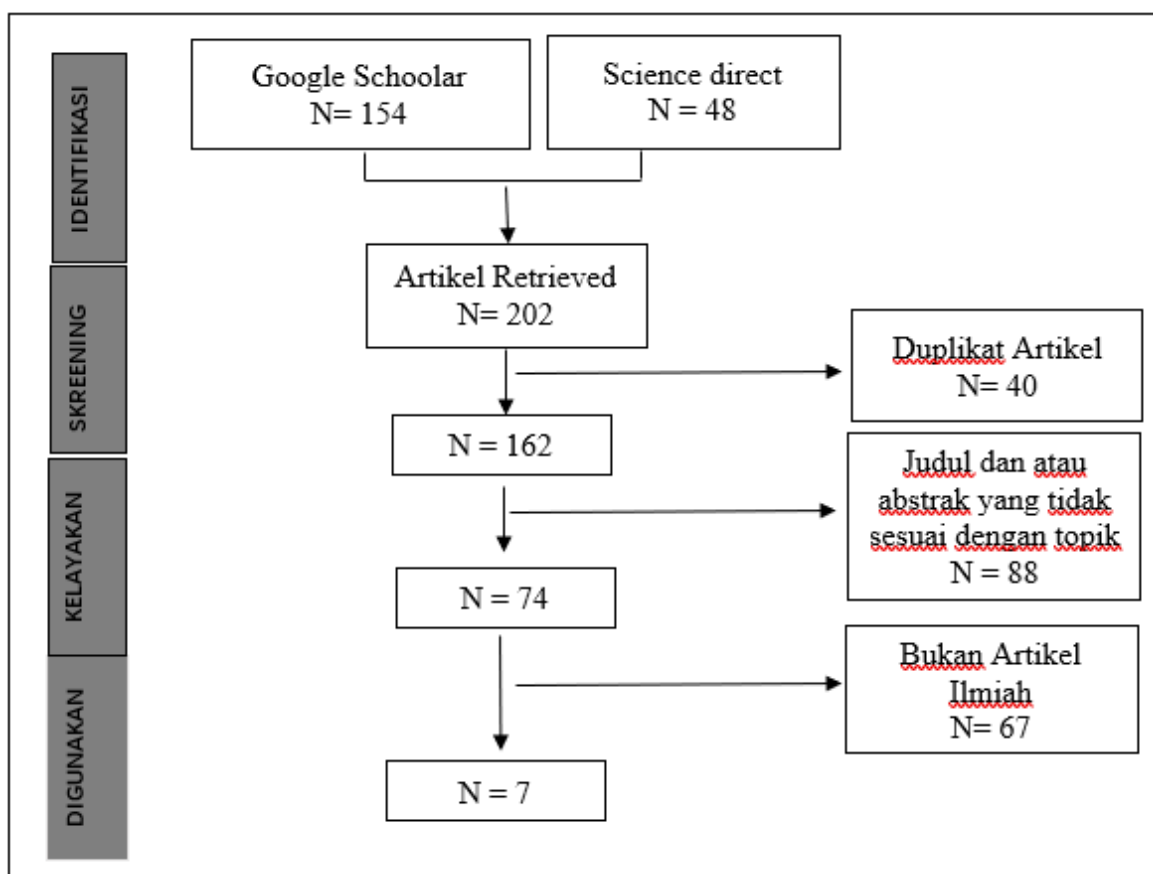 IDENTIFIKASI
Google Schoolar
N= 154
Science direct
N = 48
SKREENING
Artikel Retrieved
N= 202
Duplikat Artikel
N= 40
N = 162
KELAYAKAN
Judul dan atau
abstrak yang tidak
sesuai dengan topik
N = 88
N = 74
DIGUNAKAN
Bukan Artikel
Ilmiah
N= 67
N = 7